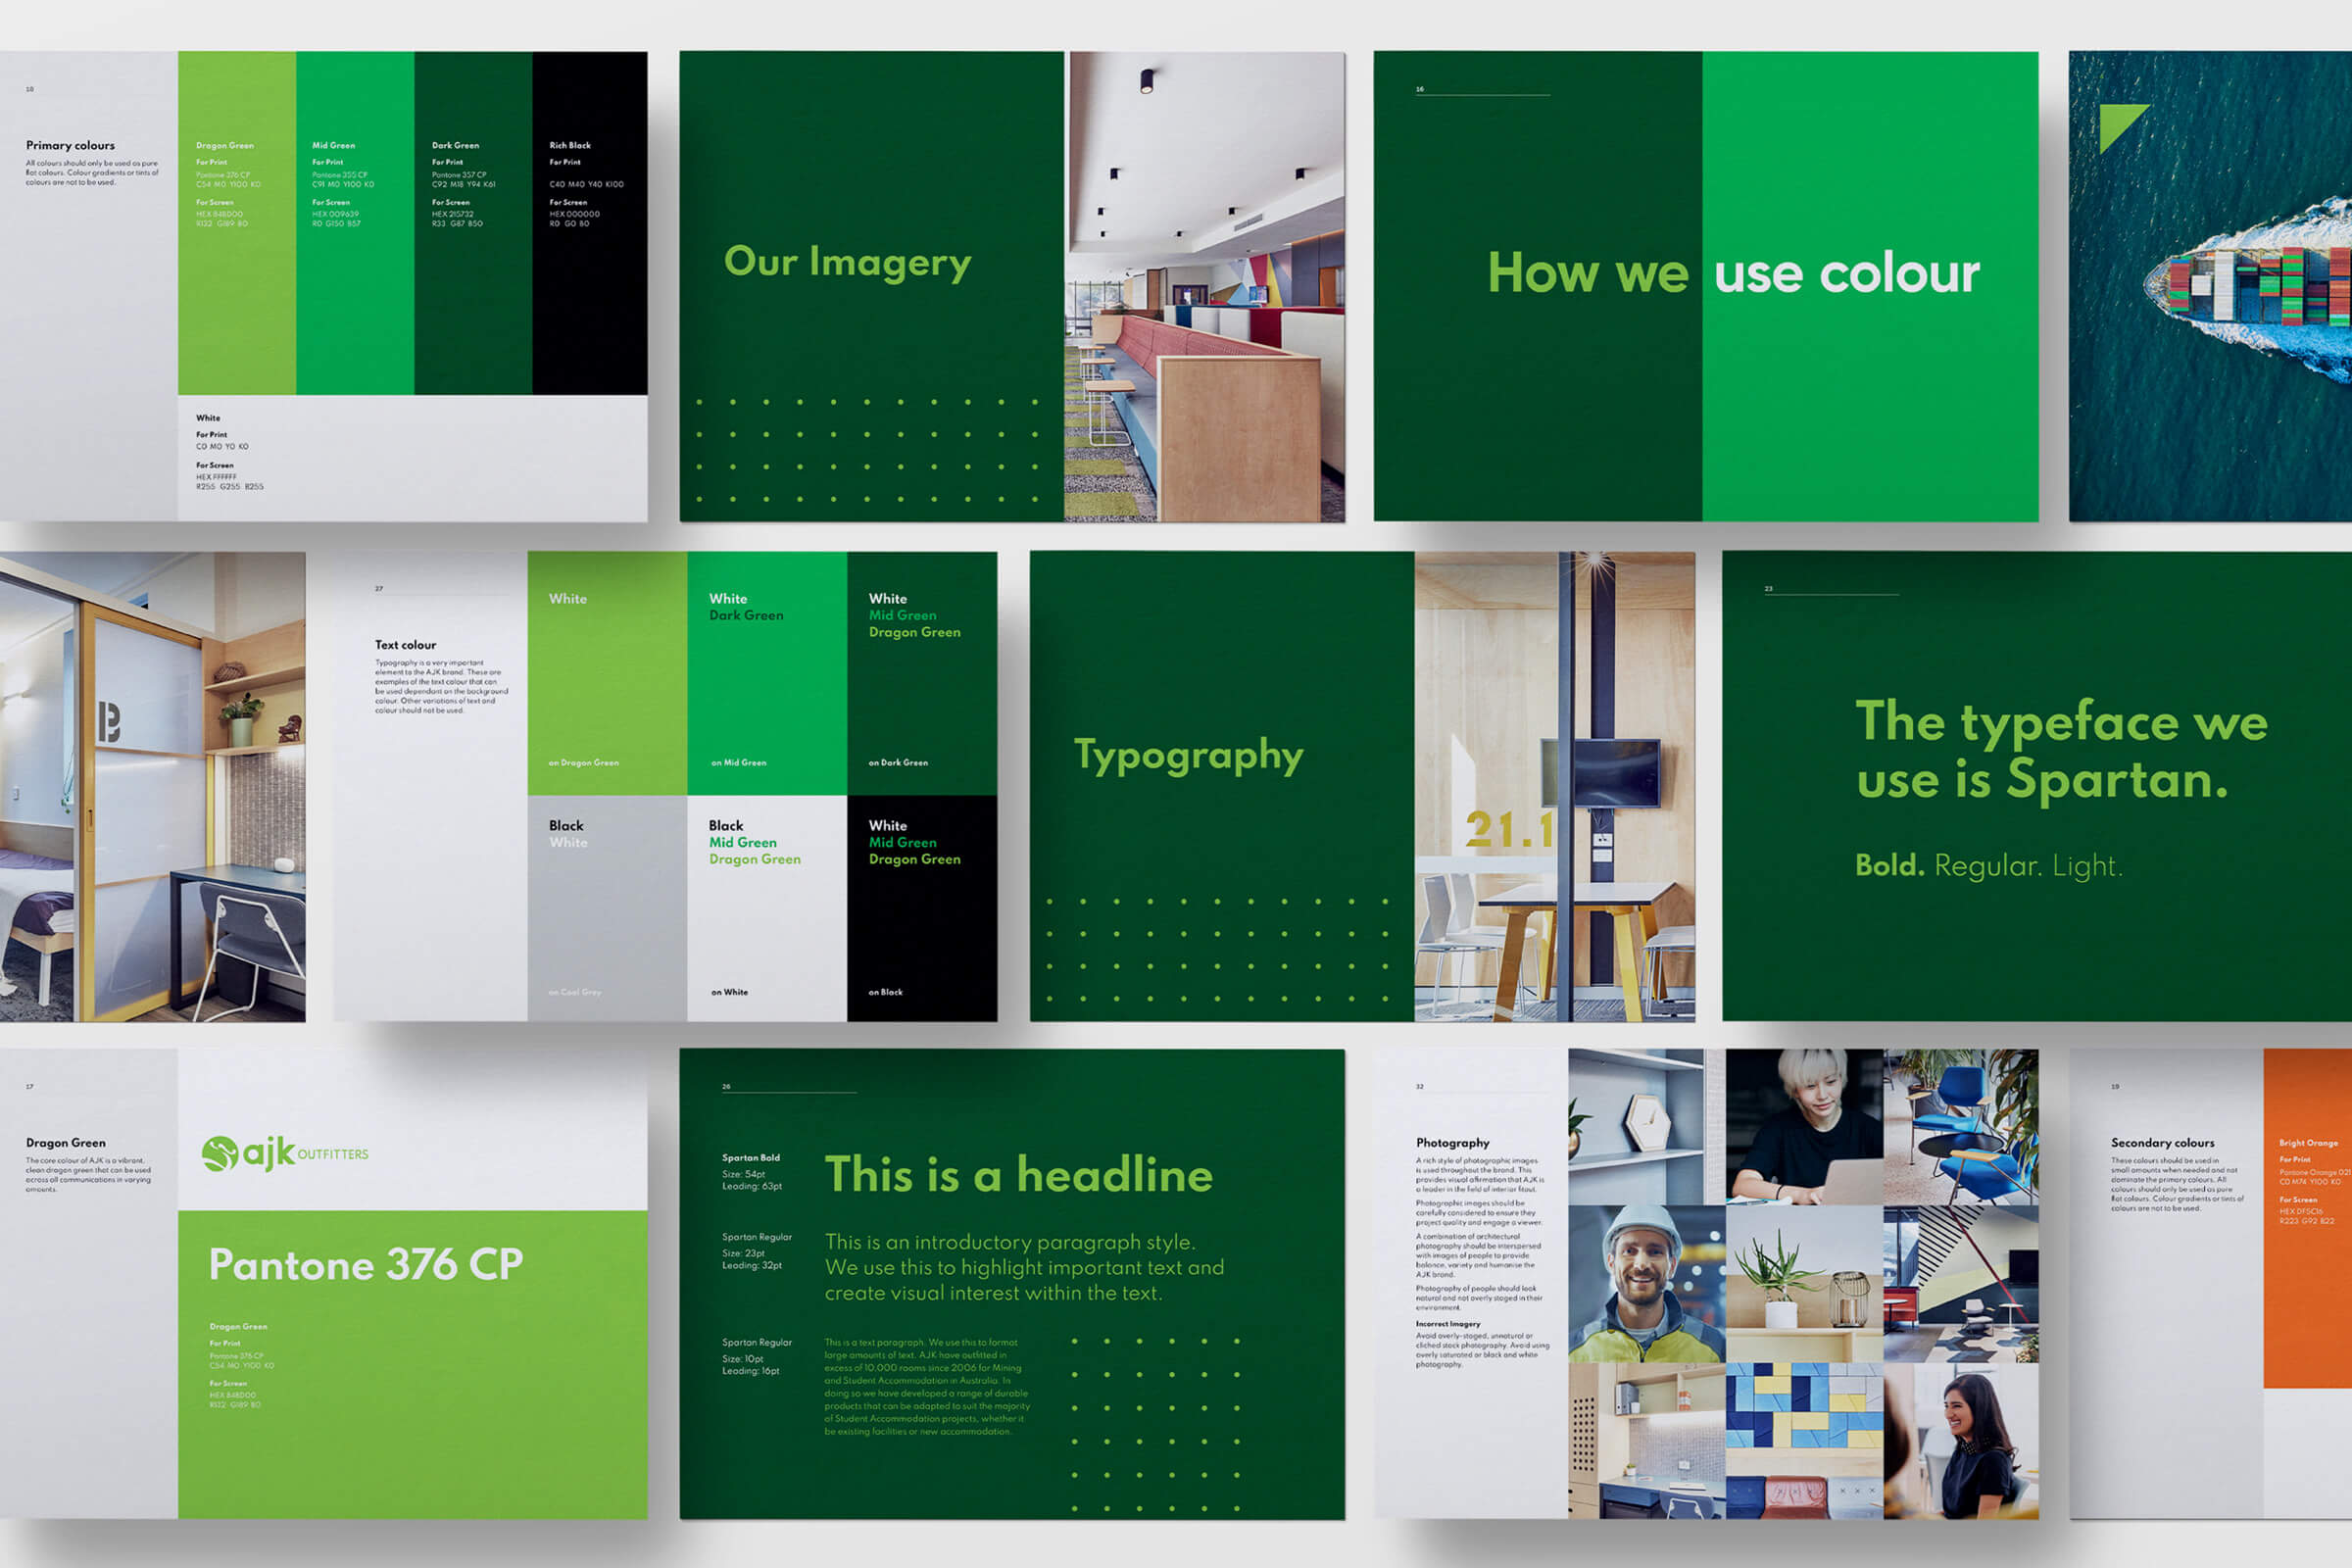 18
Primary colours
All colours should only be used as pure
flat colours. Colour gradients or tints of
colours are not to be used.
Dragon Green
For Print
Pantone 376 CP
C54 M0 Y100 K0
For Screen
HEX 84BD00
R132 G189 B0
Mid Green
For Print
Pantone 355 CP
C91 M0 Y100 K0
For Screen
HEX 009639
R0 G150 B57
Dark Green
For Print
Pantone 357 CP
C92 M18 Y94 K61
For Screen
HEX 215732
R33 G87 B50
Rich Black
For Print
C40 M40 Y40 K100
For Screen
HEX 000000
R0 G0 B0
White
For Print
C0 M0 Y0 K0
For Screen
HEX FFFFFF
R255 G255 B255
Our Imagery
16
How we use colour
B
27
Text colour
Typography is a very important
element to the AJK brand. These are
examples of the text colour that can
be used dependant on the background
colour. Other variations of text and
colour should not be used.
White
on Dragon Green
White
Dark Green
on Mid Green
White
Mid Green
Dragon Green
on Dark Green
Black
White
on Cool Grey
Black
Mid Green
Dragon Green
on White
White
Mid Green
Dragon Green
on Black
Typography
21.1
23
The typeface we
use is Spartan.
Bold. Regular. Light.
17
Dragon Green
The core colour of AJK is a vibrant,
clean dragon green that can be used
across all communications in varying
amounts.
ajk OUTFITTERS
Pantone 376 CP
Dragon Green
For Print
Pantone 376 CP
C54 M0 Y100 K0
For Screen
HEX 84BD00
R132 G189 B0
26
Spartan Bold
Size: 54pt
Leading: 63pt
This is a headline
Spartan Regular
Size: 23pt
Leading: 32pt
This is an introductory paragraph style.
We use this to highlight important text and
create visual interest within the text.
Spartan Regular
Size: 10pt
Leading: 16pt
This is a text paragraph. We use this to format
large amounts of text. AJK have outfitted in
excess of 10,000 rooms since 2006 for Mining
and Student Accommodation in Australia. In
doing so we have developed a range of durable
products that can be adapted to suit the majority
of Student Accommodation projects, whether it
be existing facilities or new accommodation.
32
Photography
A rich style of photographic images
is used throughout the brand. This
provides visual affirmation that AJK is
a leader in the field of interior fitout.
Photographic images should be
carefully considered to ensure they
project quality and engage a viewer.
A combination of architectural
photography should be interspersed
with images of people to provide
balance, variety and humanise the
AJK brand.
Photography of people should look
natural and not overly staged in their
environment.
Incorrect Imagery
Avoid overly-staged, unnatural or
cliched stock photography. Avoid using
overly saturated or black and white
photography.
19
Secondary colours
These colours should be used in
small amounts when needed and not
dominate the primary colours. All
colours should only be used as pure
flat colours. Colour gradients or tints of
colours are not to be used.
Bright Orange
For Print
Pantone Orange 021
C0 M74 Y100 K0
For Screen
HEX DF5C16
R223 G92 B22